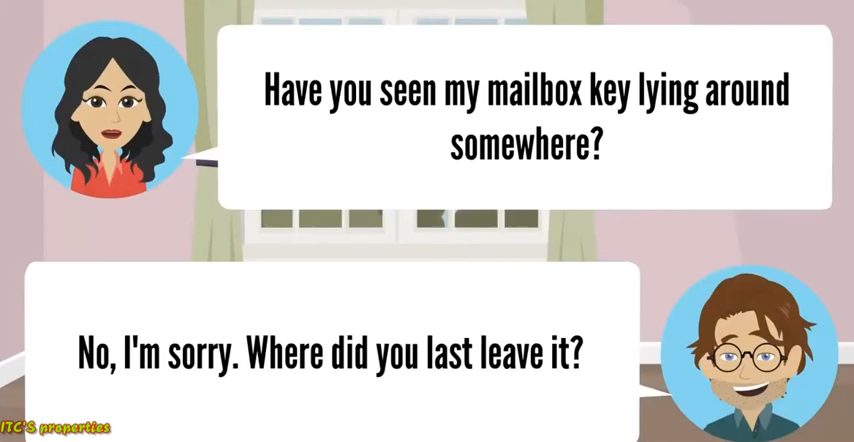 Have you seen my mailbox key lying around
somewhere?
No, I'm sorry. Where did you last leave it?
ITC'S properties